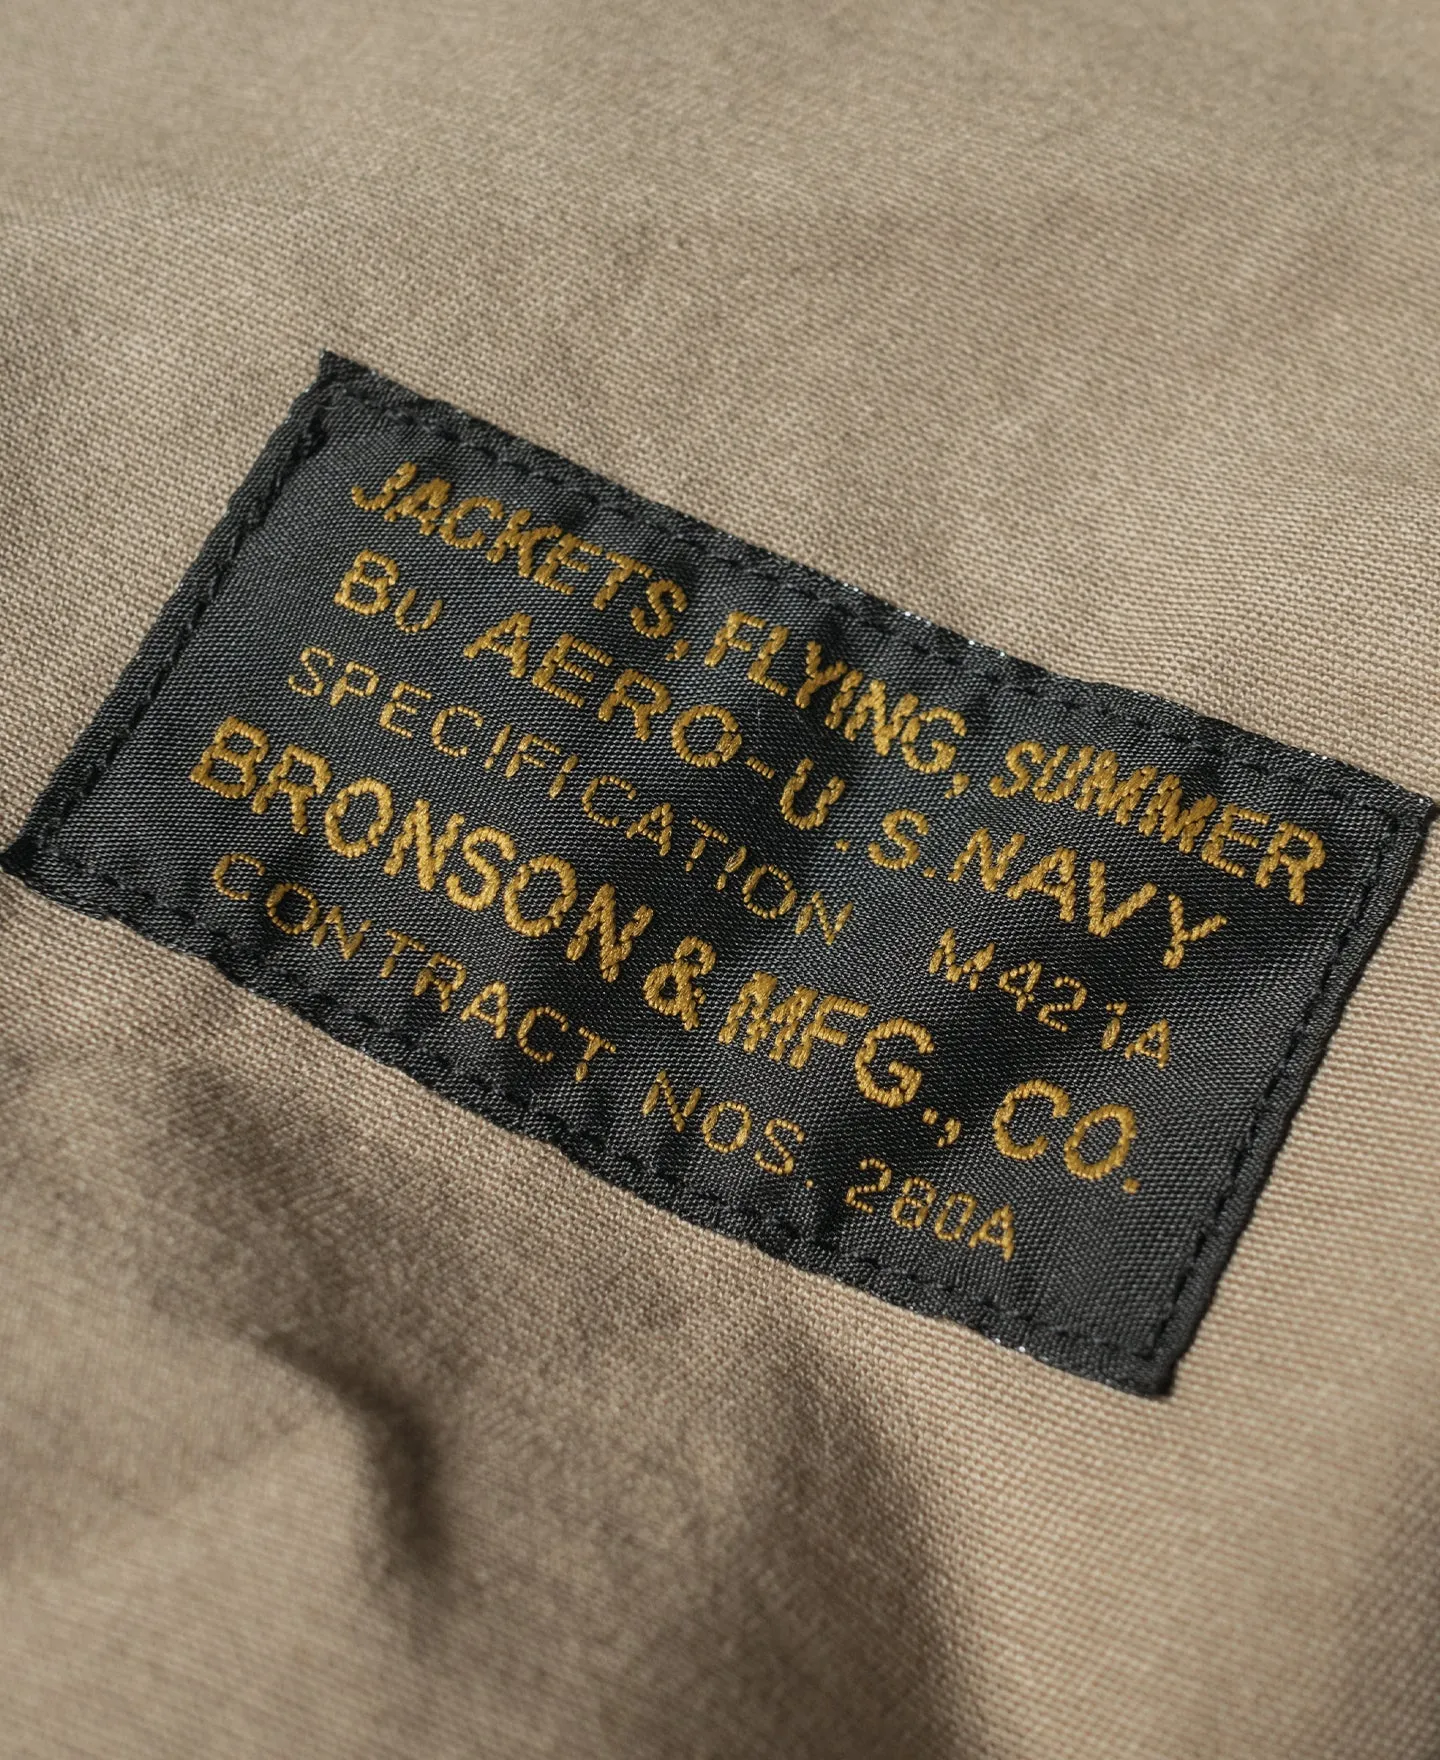 JACKETS, FLYING, SUMMER
Bu AERO-U.S.NAVY
SPECIFICATION M421A
BRONSON & MFG., CO.
CONTRACT NOS. 280A